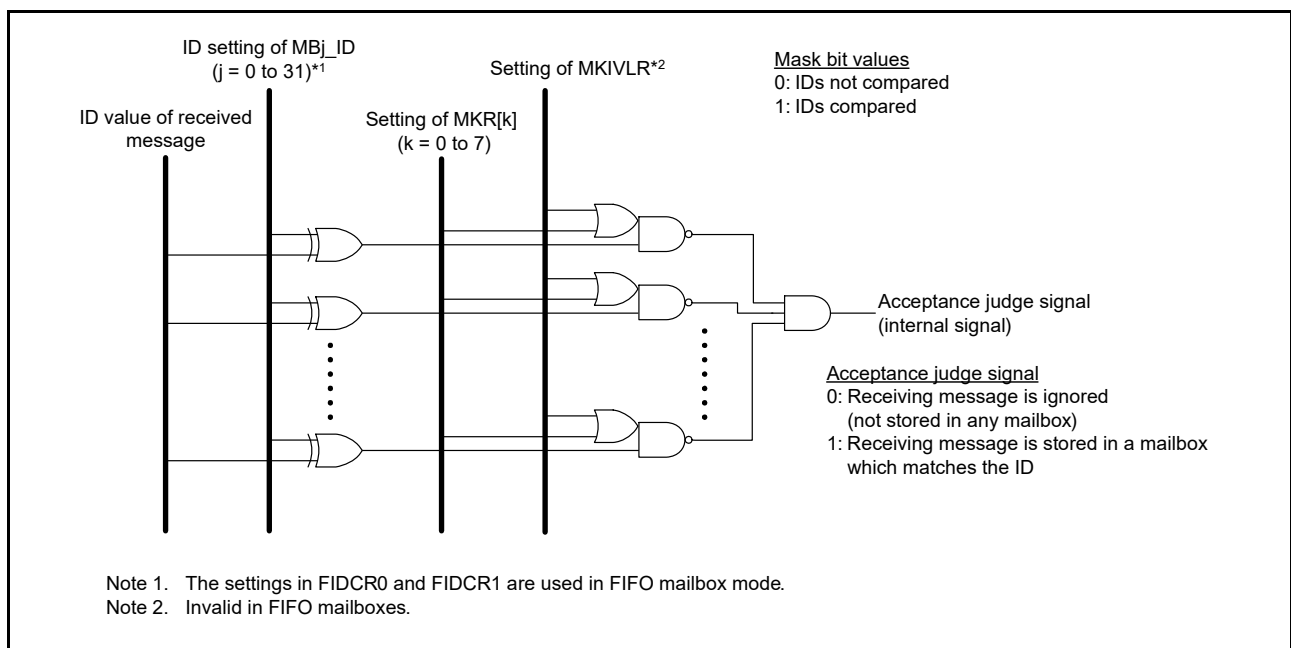 ID setting of MBj_ID
(j = 0 to 31)*1
Setting of MKIVLR*2
Mask bit values
0: IDs not compared
1: IDs compared
ID value of received
message
Setting of MKR[k]
(k = 0 to 7)
Acceptance judge signal
(internal signal)
Acceptance judge signal
0: Receiving message is ignored
(not stored in any mailbox)
1: Receiving message is stored in a mailbox
which matches the ID
Note 1. The settings in FIDCR0 and FIDCR1 are used in FIFO mailbox mode.
Note 2. Invalid in FIFO mailboxes.